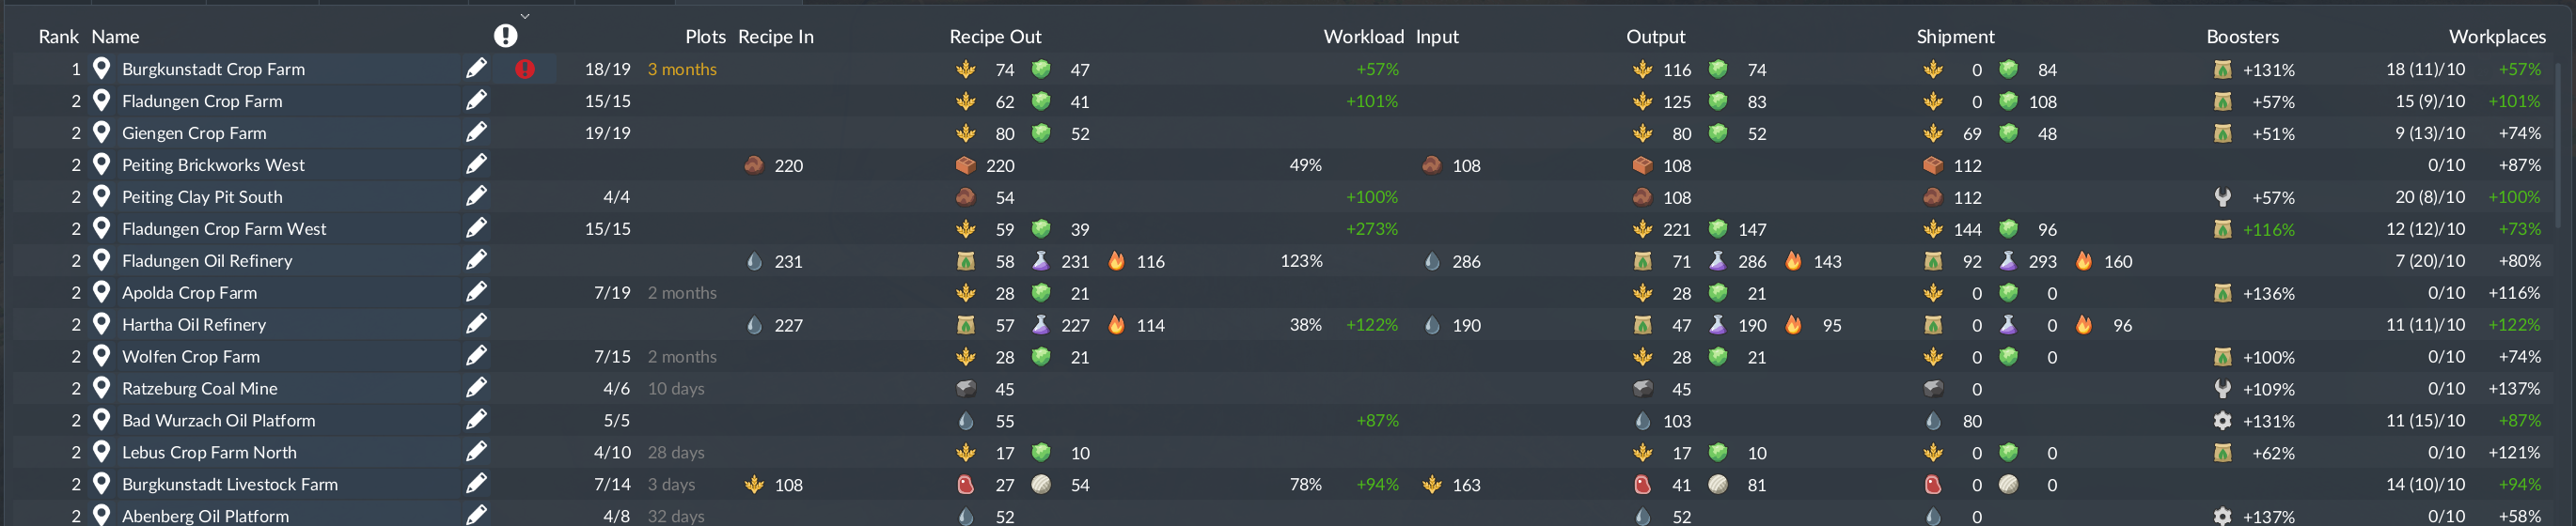 Rank Name Plots Recipe In Recipe Out Workload Input Output Shipment Boosters Workplaces
1 Burgkunstadt Crop Farm 18/19 3 months 74 47 +57% 116 74 0 84 +131% 18 (11)/10 +57%
2 Fladungen Crop Farm 15/15 62 41 +101% 125 83 0 108 +57% 15 (9)/10 +101%
2 Giengen Crop Farm 19/19 80 52 80 52 69 48 +51% 9 (13)/10 +74%
2 Peiting Brickworks West 220 220 49% 108 108 112 0/10 +87%
2 Peiting Clay Pit South 4/4 54 +100% 108 112 +57% 20 (8)/10 +100%
2 Fladungen Crop Farm West 15/15 59 39 +273% 221 147 144 96 +116% 12 (12)/10 +73%
2 Fladungen Oil Refinery 231 58 231 116 123% 286 71 286 143 92 293 160 7 (20)/10 +80%
2 Apolda Crop Farm 7/19 2 months 28 21 28 21 0 0 +136% 0/10 +116%
2 Hartha Oil Refinery 227 57 227 114 38% +122% 190 47 190 95 0 0 96 11 (11)/10 +122%
2 Wolfen Crop Farm 7/15 2 months 28 21 28 21 0 0 +100% 0/10 +74%
2 Ratzeburg Coal Mine 4/6 10 days 45 45 0 +109% 0/10 +137%
2 Bad Wurzach Oil Platform 5/5 55 +87% 103 80 +131% 11 (15)/10 +87%
2 Lebus Crop Farm North 4/10 28 days 17 10 17 10 0 0 +62% 0/10 +121%
2 Burgkunstadt Livestock Farm 7/14 3 days 108 27 54 78% +94% 163 41 81 0 0 14 (10)/10 +94%
2 Abenberg Oil Platform 4/8 32 days 52 52 0 +137% 0/10 +58%